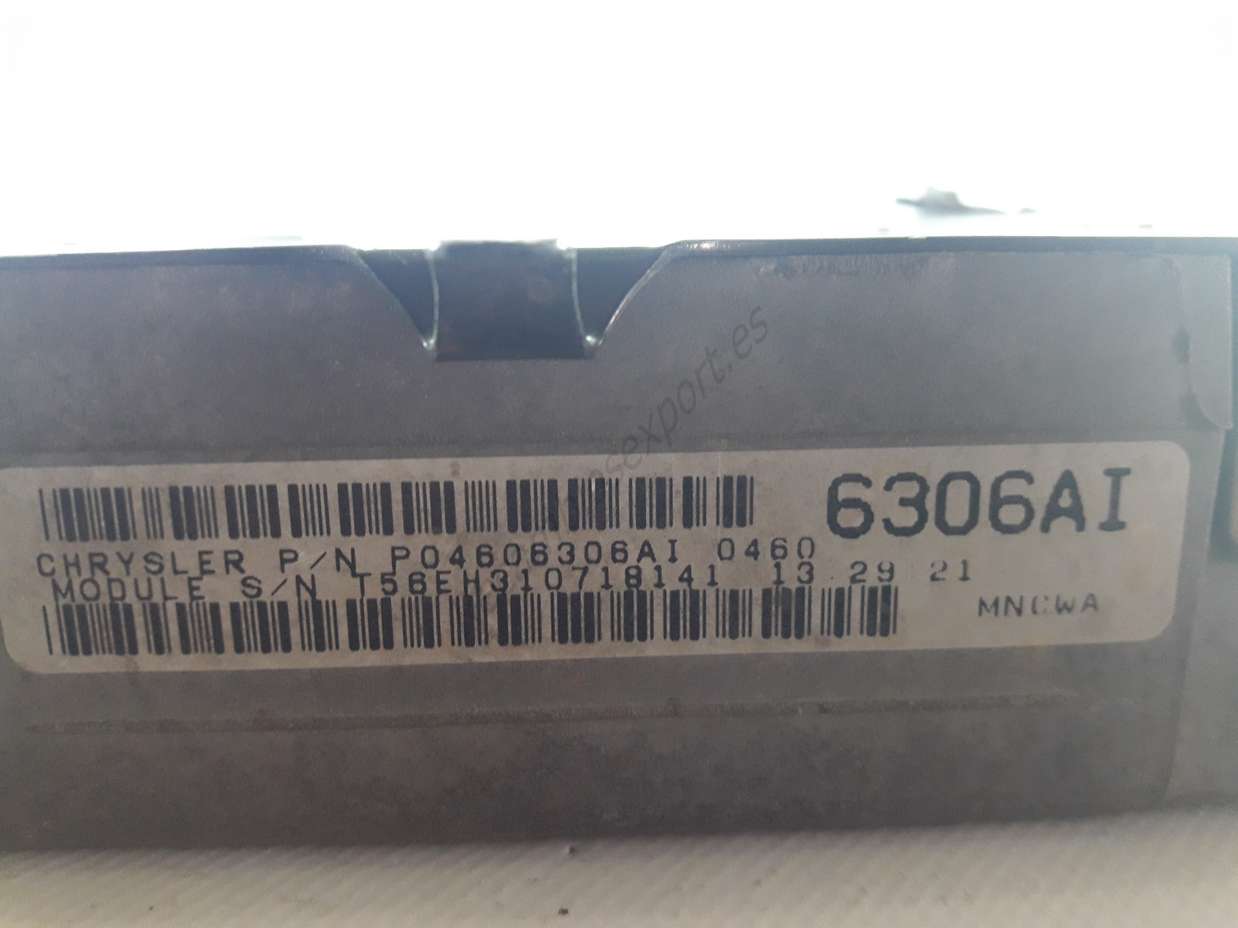 6306AI
CHRYSLER P/N P04606306AI 0460
MODULE S/N T56EH310718141 13 29 21
MNCWA